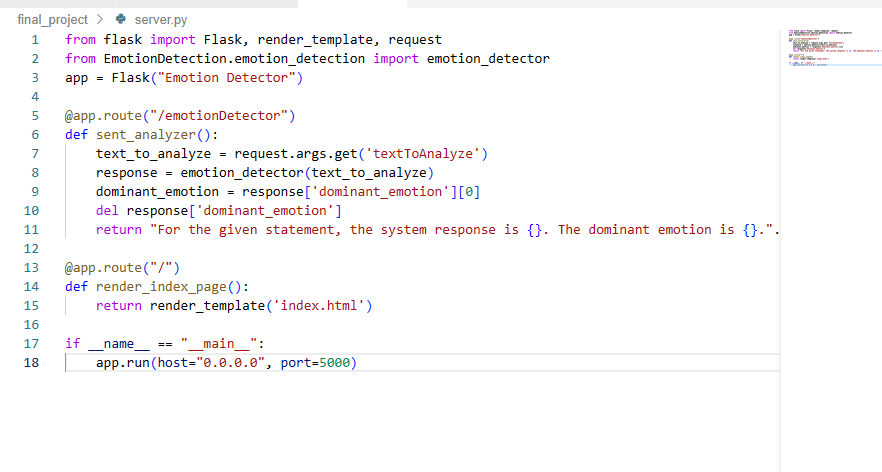 final_project > server.py
1 from flask import Flask, render_template, request
2 from EmotionDetection.emotion_detection import emotion_detector
3 app = Flask("Emotion Detector")
4
5 @app.route("/emotionDetector")
6 def sent_analyzer():
7     text_to_analyze = request.args.get('textToAnalyze')
8     response = emotion_detector(text_to_analyze)
9     dominant_emotion = response['dominant_emotion'][0]
10     del response['dominant_emotion']
11     return "For the given statement, the system response is {}. The dominant emotion is {}.".
12
13 @app.route("/")
14 def render_index_page():
15     return render_template('index.html')
16
17 if __name__ == "__main__":
18     app.run(host="0.0.0.0", port=5000)